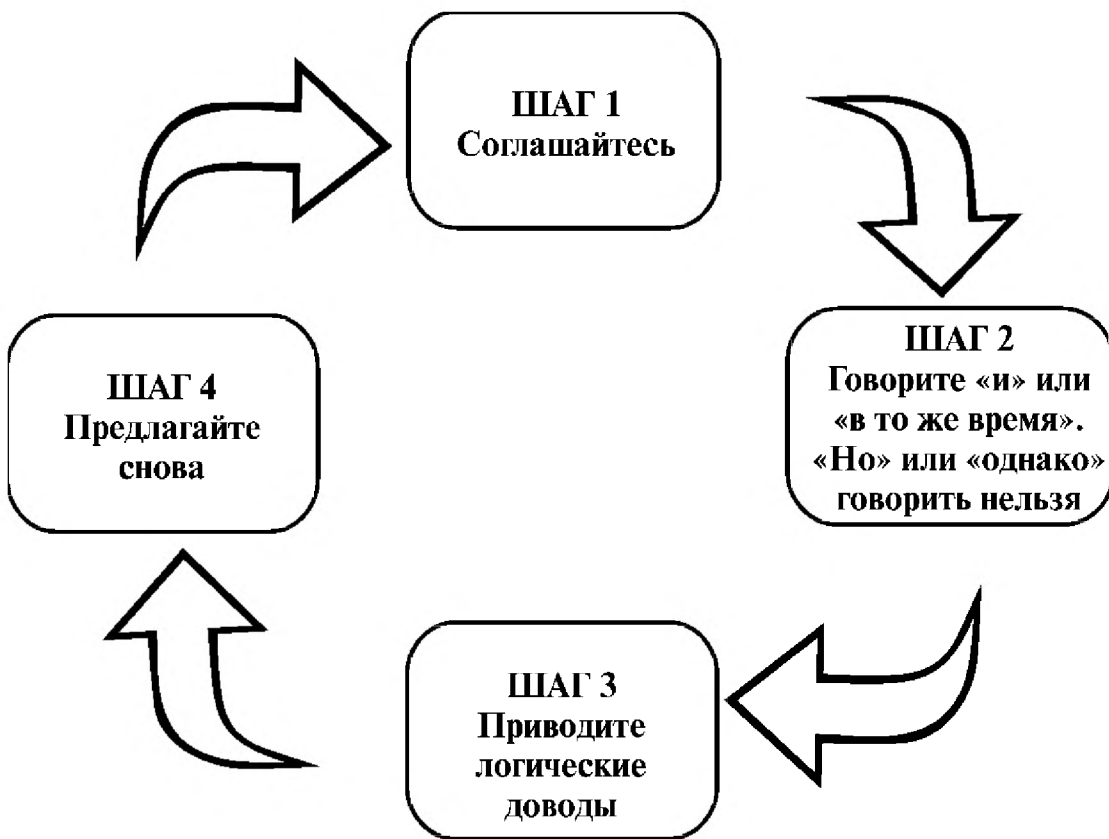 ШАГ 1
Соглашайтесь
ШАГ 2
Говорите «и» или
«в то же время».
«Но» или «однако»
говорить нельзя
ШАГ 3
Приводите
логические
доводы
ШАГ 4
Предлагайте
снова